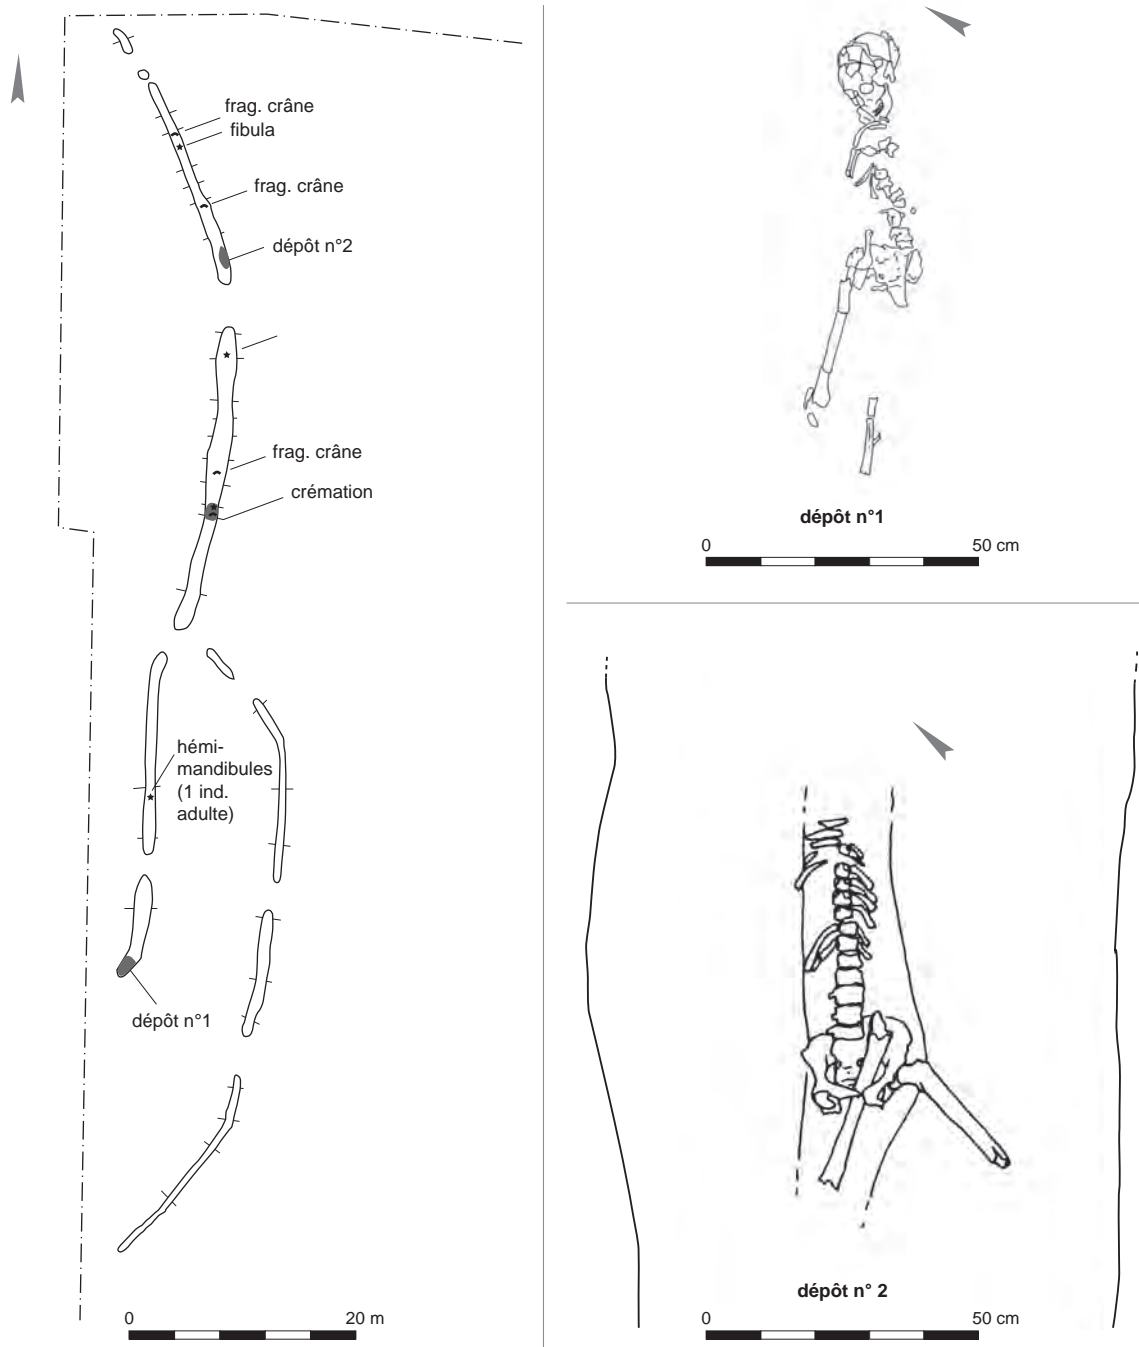 frag. crâne
fibula
frag. crâne
dépôt n°2
frag. crâne
crémation
hémi-
mandibules
(1 ind.
adulte)
dépôt n°1
0 20 m
dépôt n°1
0 50 cm
dépôt n° 2
0 50 cm